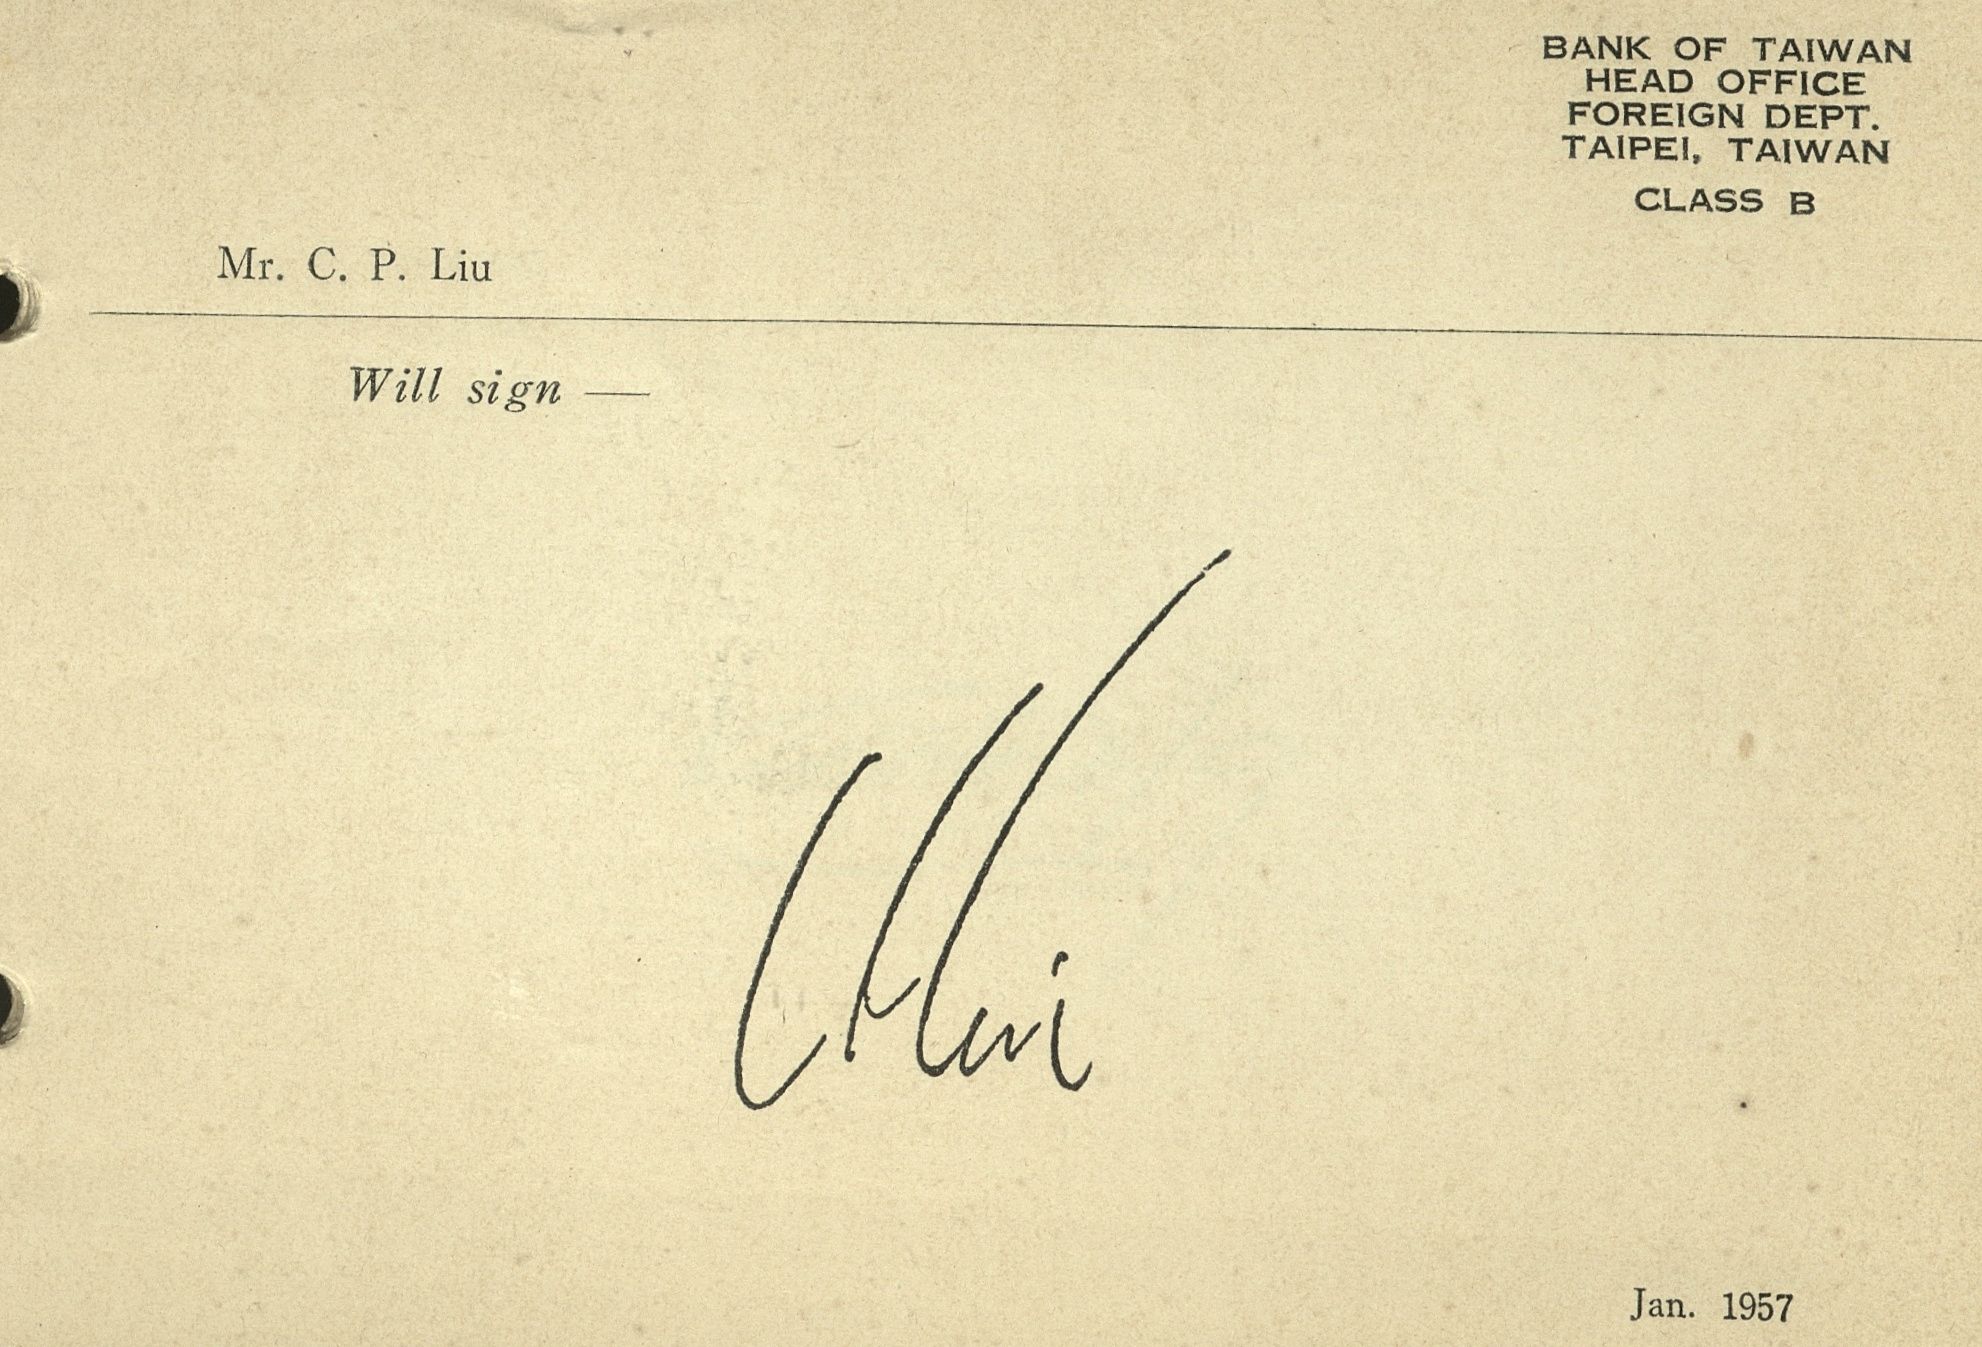 BANK OF TAIWAN
HEAD OFFICE
FOREIGN DEPT.
TAIPEI, TAIWAN
CLASS B
Mr. C. P. Liu
Will sign —
Jan. 1957